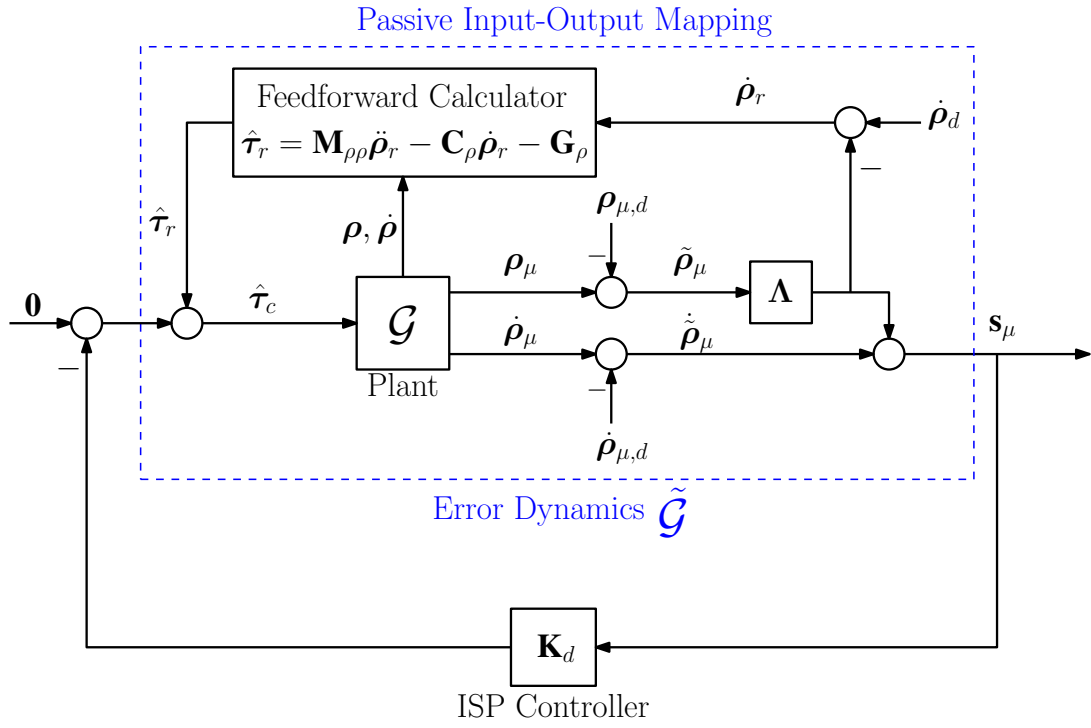 Passive Input-Output Mapping
Feedforward Calculator
τ̂_r = M_ρρ ρ̈_r − C_ρ ρ̇_r − G_ρ
ρ̇_r
ρ̇_d
−
τ̂_r
ρ, ρ̇
ρ_μ,d
−
ρ_μ
ρ̃_μ
Λ
0
τ̂_c
𝒢
ρ̇_μ
ρ̃̇_μ
s_μ
−
−
Plant
ρ̇_μ,d
Error Dynamics 𝒢̃
K_d
ISP Controller